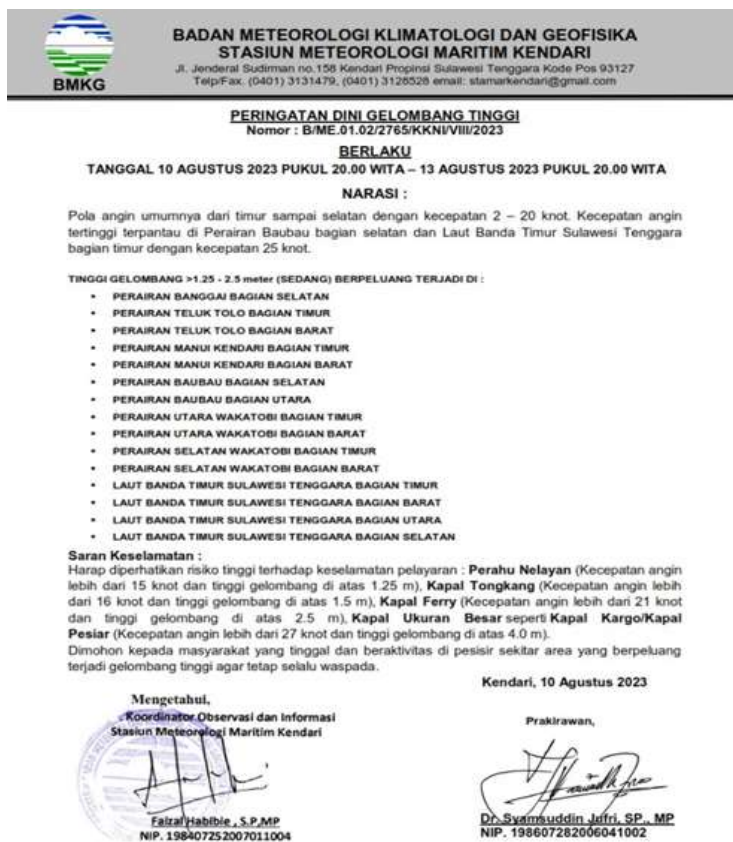 BADAN METEOROLOGI KLIMATOLOGI DAN GEOFISIKA
STASIUN METEOROLOGI MARITIM KENDARI
Jl. Jenderal Sudirman no.158 Kendari Propinsi Sulawesi Tenggara Kode Pos 93127
Telp/Fax. (0401) 3131479, (0401) 3128528 email: stamarkendari@gmail.com
BMKG
PERINGATAN DINI GELOMBANG TINGGI
Nomor : B/ME.01.02/2765/KKNI/VIII/2023
BERLAKU
TANGGAL 10 AGUSTUS 2023 PUKUL 20.00 WITA – 13 AGUSTUS 2023 PUKUL 20.00 WITA
NARASI :
Pola angin umumnya dari timur sampai selatan dengan kecepatan 2 – 20 knot. Kecepatan angin
tertinggi terpantau di Perairan Baubau bagian selatan dan Laut Banda Timur Sulawesi Tenggara
bagian timur dengan kecepatan 25 knot.
TINGGI GELOMBANG >1.25 - 2.5 meter (SEDANG) BERPELUANG TERJADI DI :
• PERAIRAN BANGGAI BAGIAN SELATAN
• PERAIRAN TELUK TOLO BAGIAN TIMUR
• PERAIRAN TELUK TOLO BAGIAN BARAT
• PERAIRAN MANUI KENDARI BAGIAN TIMUR
• PERAIRAN MANUI KENDARI BAGIAN BARAT
• PERAIRAN BAUBAU BAGIAN SELATAN
• PERAIRAN BAUBAU BAGIAN UTARA
• PERAIRAN UTARA WAKATOBI BAGIAN TIMUR
• PERAIRAN UTARA WAKATOBI BAGIAN BARAT
• PERAIRAN SELATAN WAKATOBI BAGIAN TIMUR
• PERAIRAN SELATAN WAKATOBI BAGIAN BARAT
• LAUT BANDA TIMUR SULAWESI TENGGARA BAGIAN TIMUR
• LAUT BANDA TIMUR SULAWESI TENGGARA BAGIAN BARAT
• LAUT BANDA TIMUR SULAWESI TENGGARA BAGIAN UTARA
• LAUT BANDA TIMUR SULAWESI TENGGARA BAGIAN SELATAN
Saran Keselamatan :
Harap diperhatikan risiko tinggi terhadap keselamatan pelayaran : Perahu Nelayan (Kecepatan angin
lebih dari 15 knot dan tinggi gelombang di atas 1.25 m), Kapal Tongkang (Kecepatan angin lebih
dari 16 knot dan tinggi gelombang di atas 1.5 m), Kapal Ferry (Kecepatan angin lebih dari 21 knot
dan tinggi gelombang di atas 2.5 m), Kapal Ukuran Besar seperti Kapal Kargo/Kapal
Pesiar (Kecepatan angin lebih dari 27 knot dan tinggi gelombang di atas 4.0 m).
Dimohon kepada masyarakat yang tinggal dan beraktivitas di pesisir sekitar area yang berpeluang
terjadi gelombang tinggi agar tetap selalu waspada.
Kendari, 10 Agustus 2023
Mengetahui,
Koordinator Observasi dan Informasi
Stasiun Meteorologi Maritim Kendari
Faizal Habibie , S.P,MP
NIP. 198407252007011004
Prakirawan,
Dr. Syamsuddin Jufri, SP., MP
NIP. 198607282006041002